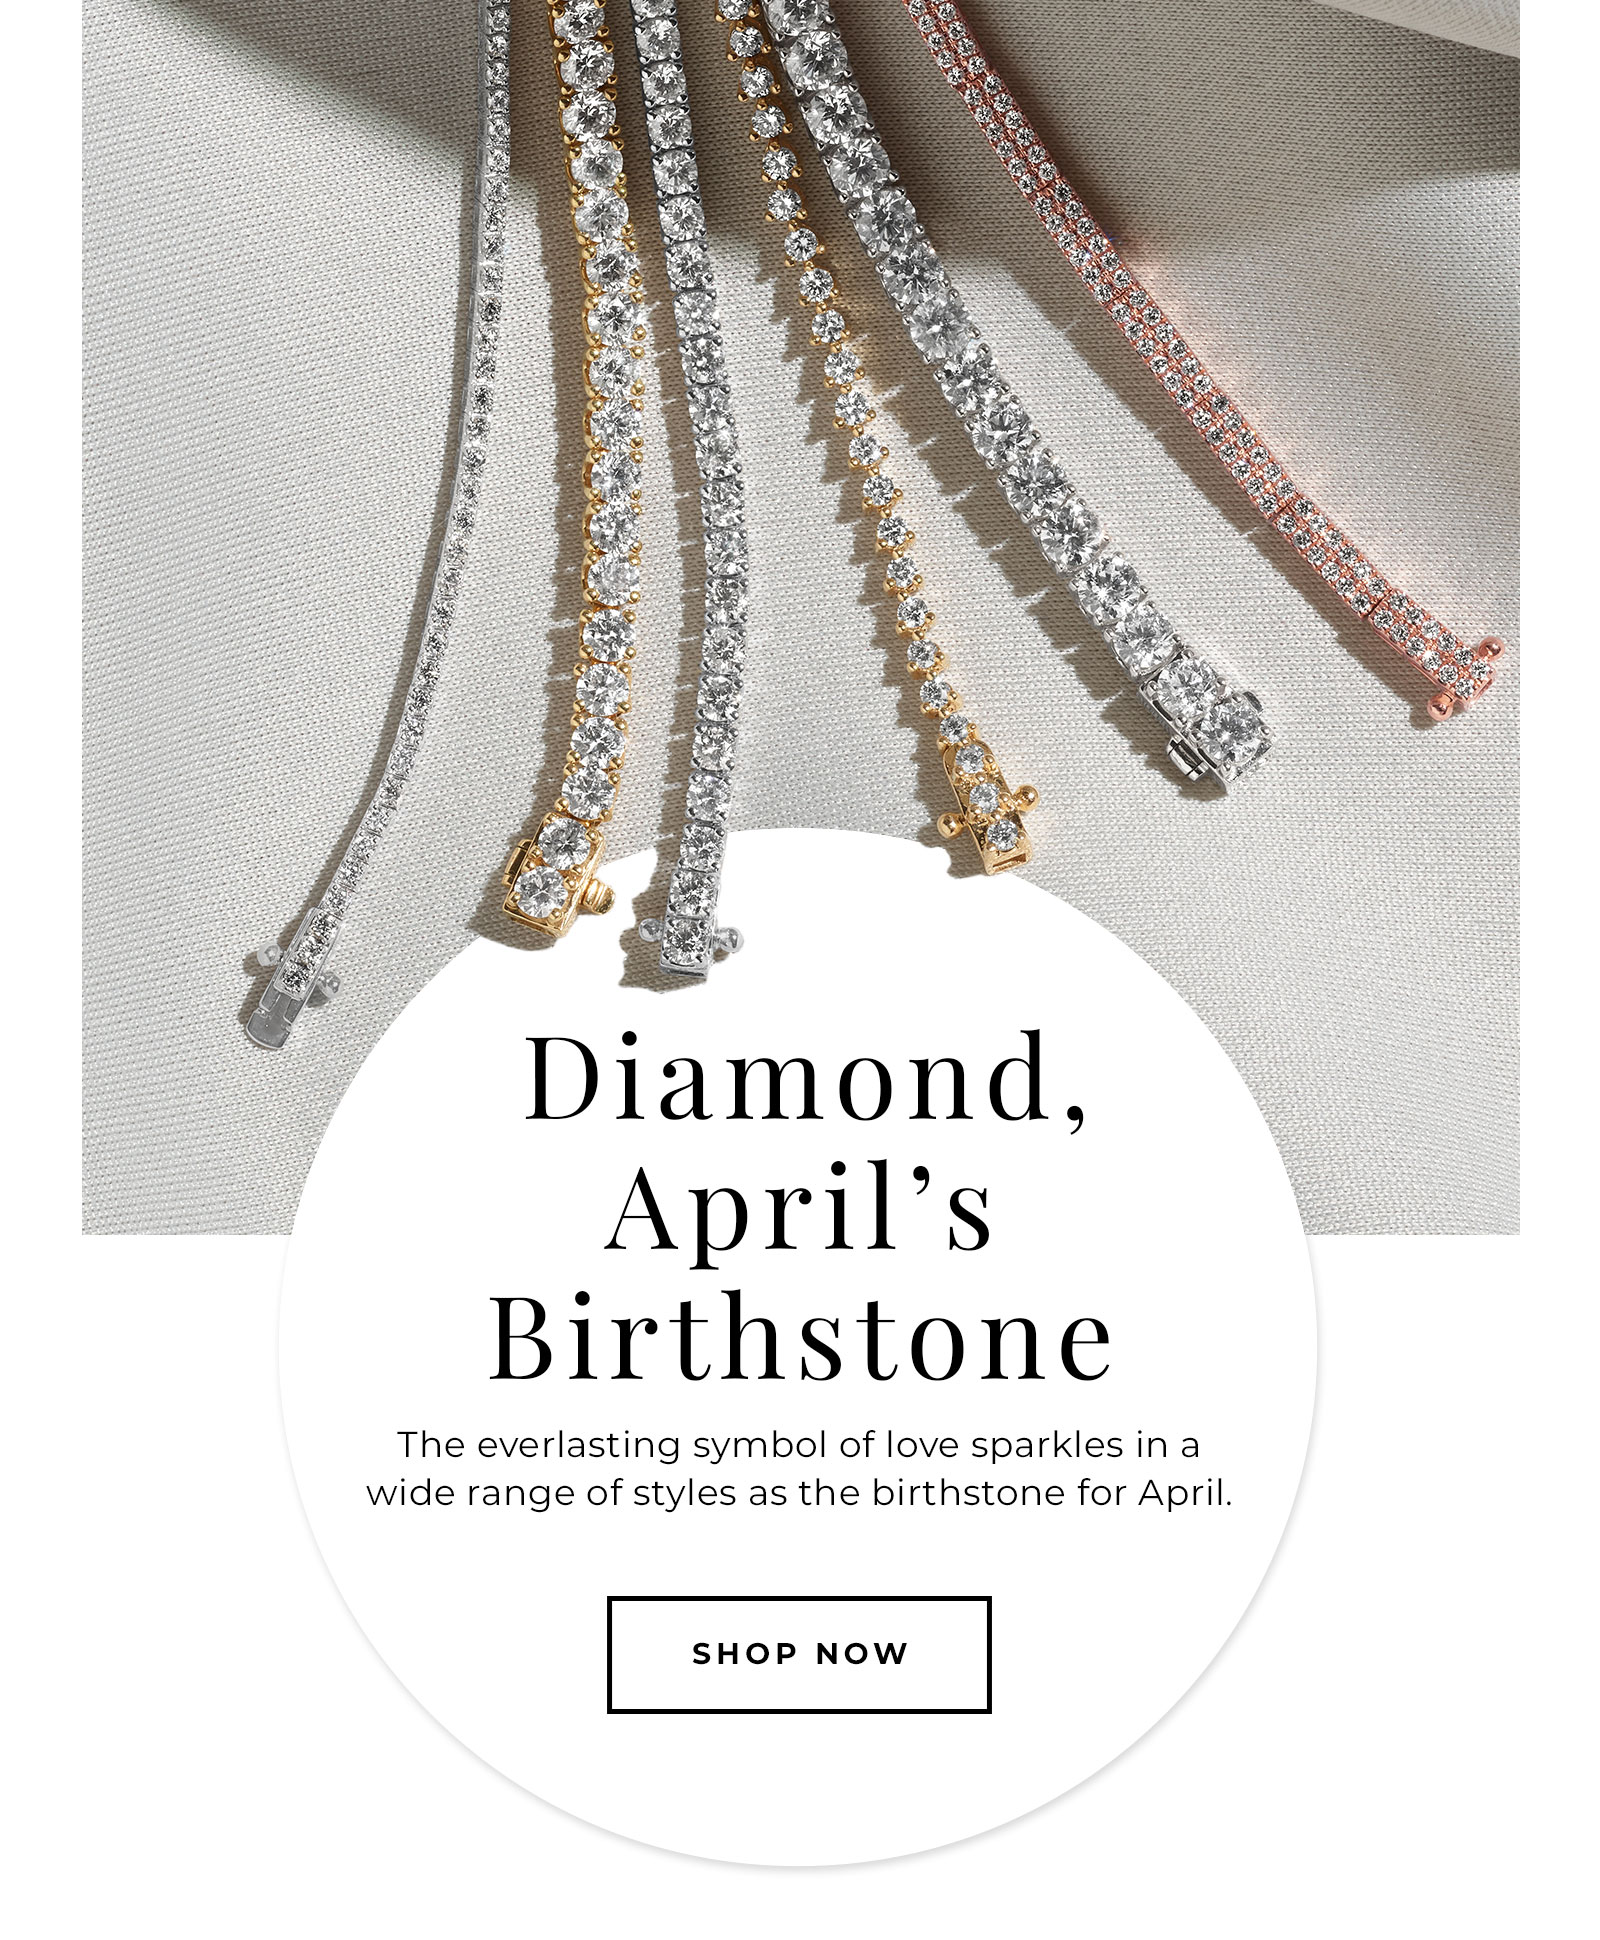 Diamond,
April’s
Birthstone
The everlasting symbol of love sparkles in a
wide range of styles as the birthstone for April.
SHOP NOW